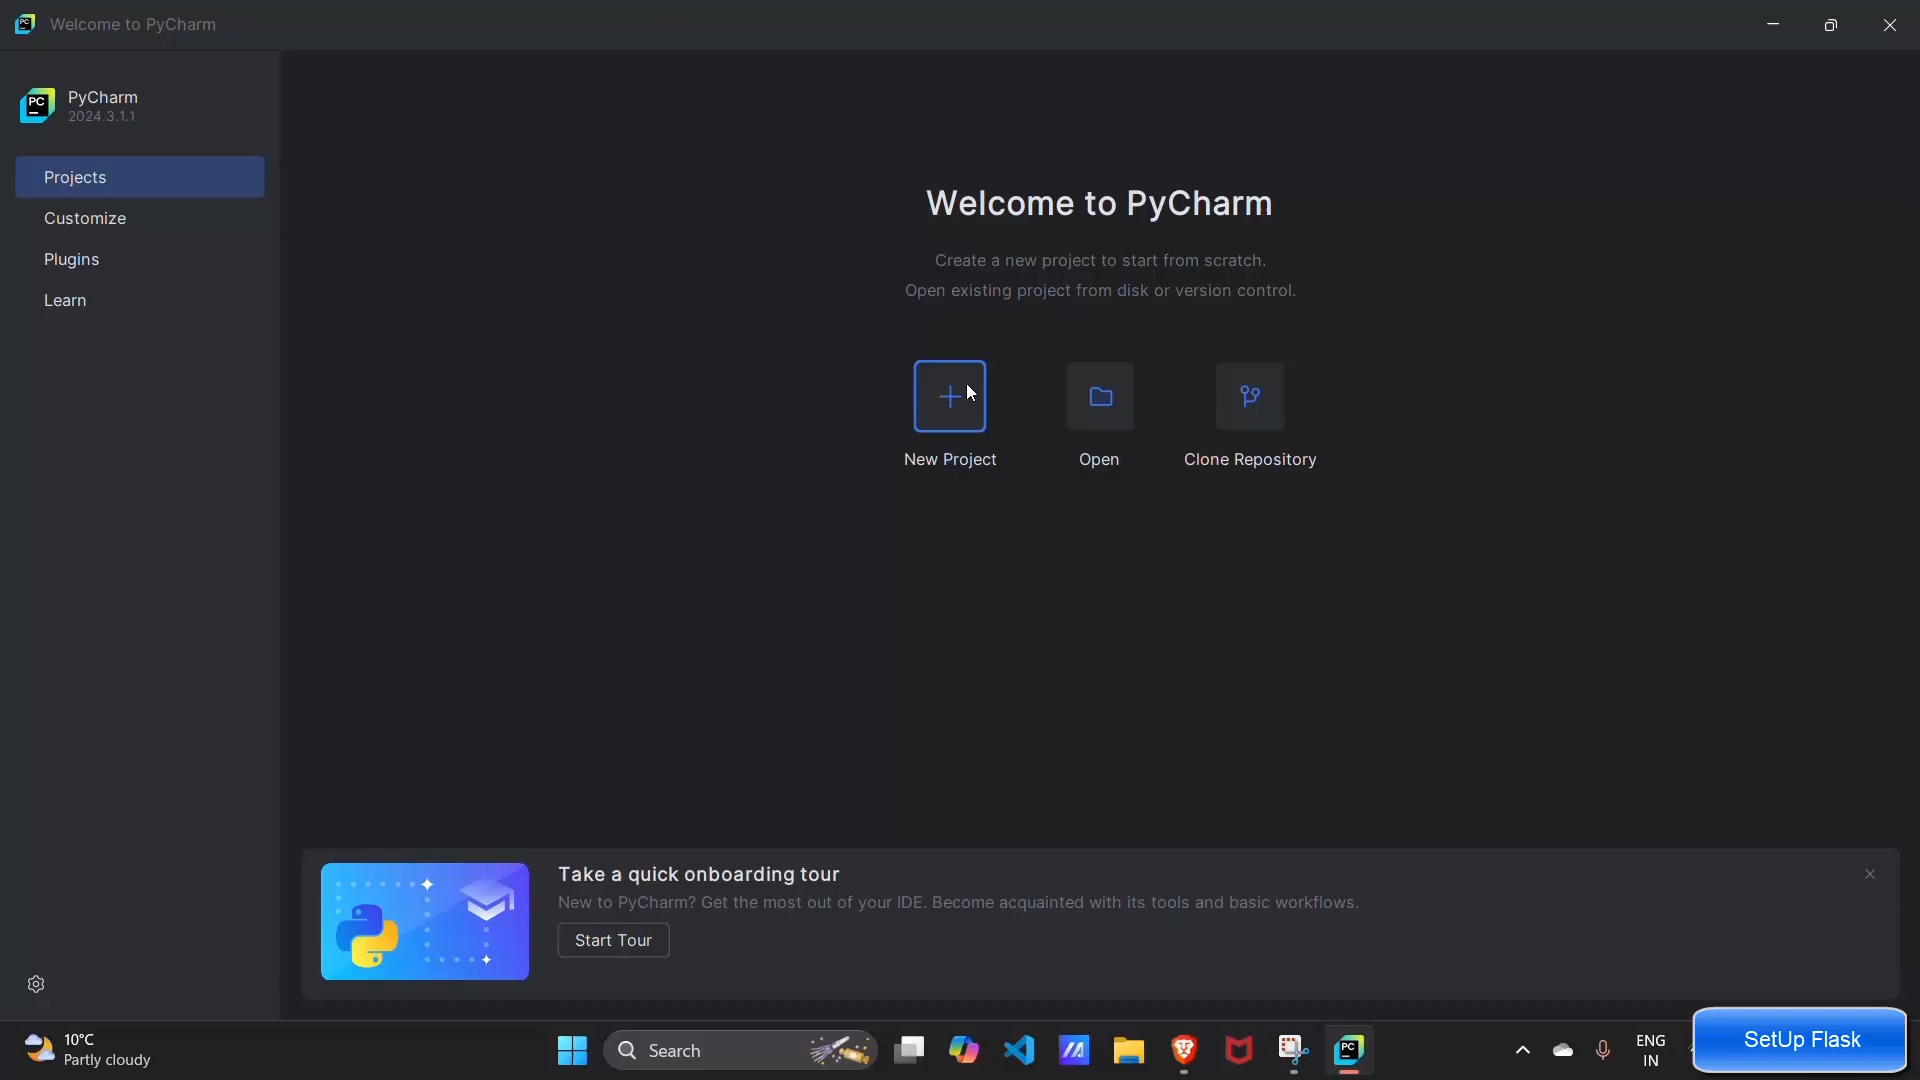 Welcome to PyCharm
PyCharm
2024.3.1.1
Projects
Customize
Plugins
Learn
Welcome to PyCharm
Create a new project to start from scratch.
Open existing project from disk or version control.
New Project
Open
Clone Repository
Take a quick onboarding tour
New to PyCharm? Get the most out of your IDE. Become acquainted with its tools and basic workflows.
Start Tour
10°C
Partly cloudy
Search
ENG
IN
SetUp Flask